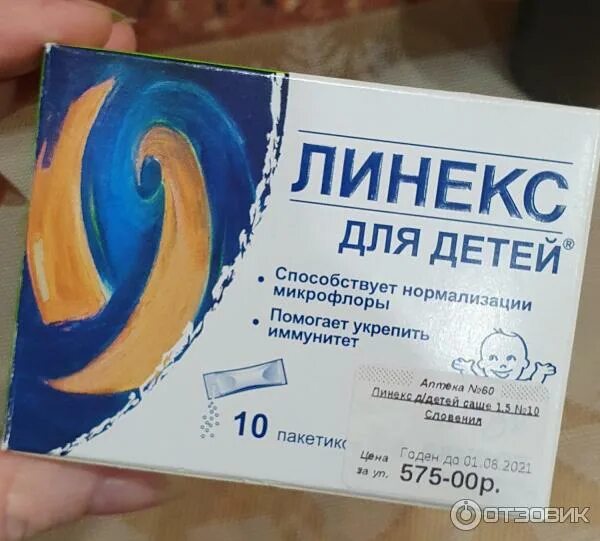 ЛИНЕКС
ДЛЯ ДЕТЕЙ®
• Способствует нормализации
микрофлоры
• Помогает укрепить
иммунитет
10 пакетико
Аптека №60
Линекс д/детей саше 1,5 №10
Словения
Годен до 01.08.2021
Цена
за уп. 575-00р.
ОТЗОВИК